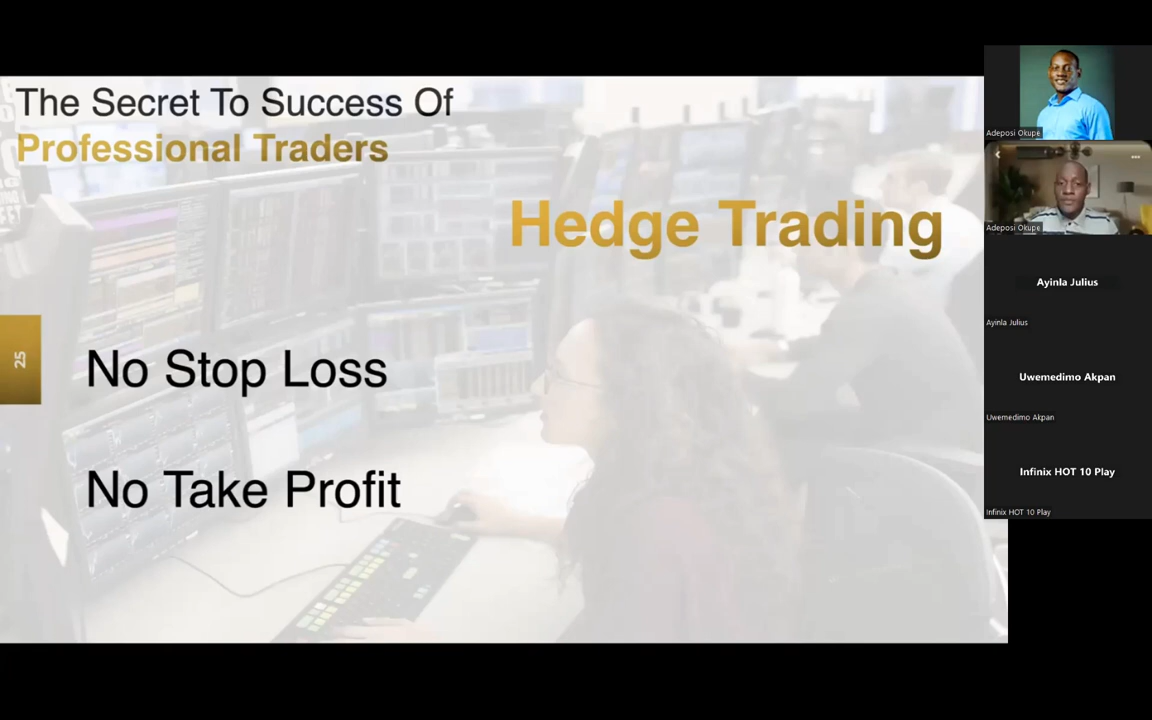 The Secret To Success Of
Professional Traders
Hedge Trading
25
No Stop Loss
No Take Profit
Adeposi Okupe
Adeposi Okupe
Ayinla Julius
Ayinla Julius
Uwemedimo Akpan
Uwemedimo Akpan
Infinix HOT 10 Play
Infinix HOT 10 Play